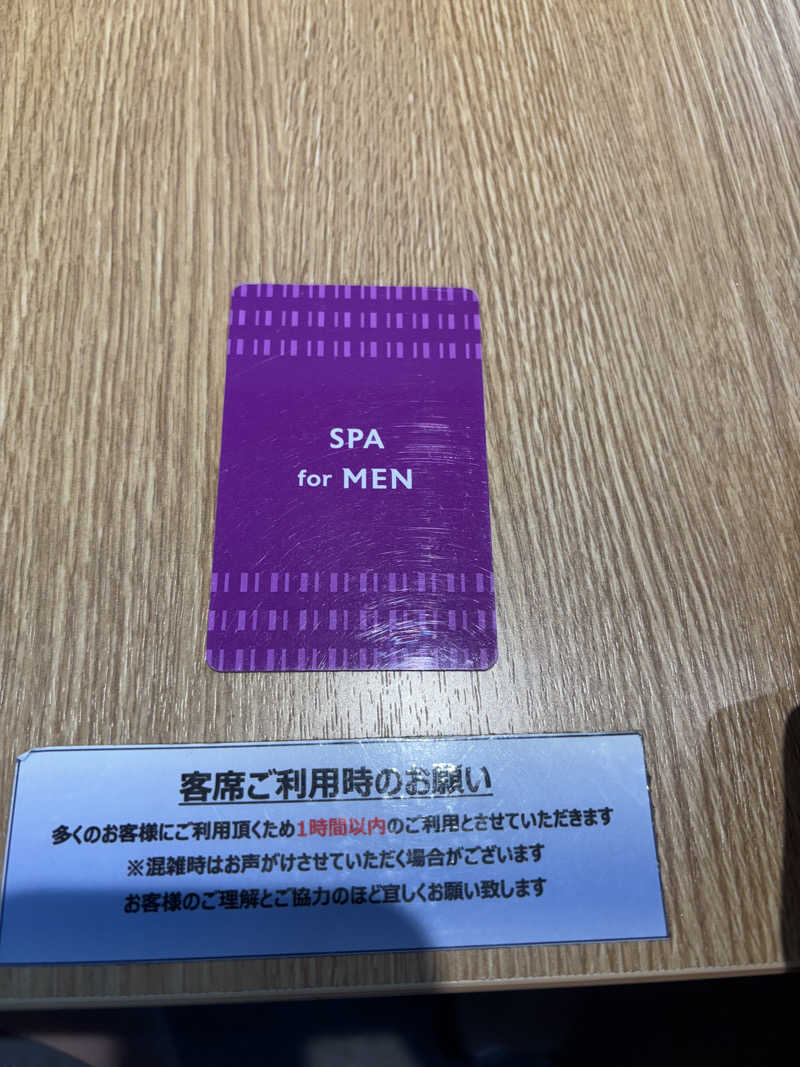 SPA
for MEN
客席ご利用時のお願い
多くのお客様にご利用頂くため1時間以内のご利用とさせていただきます
※混雑時はお声がけさせていただく場合がございます
お客様のご理解とご協力のほど宜しくお願い致します